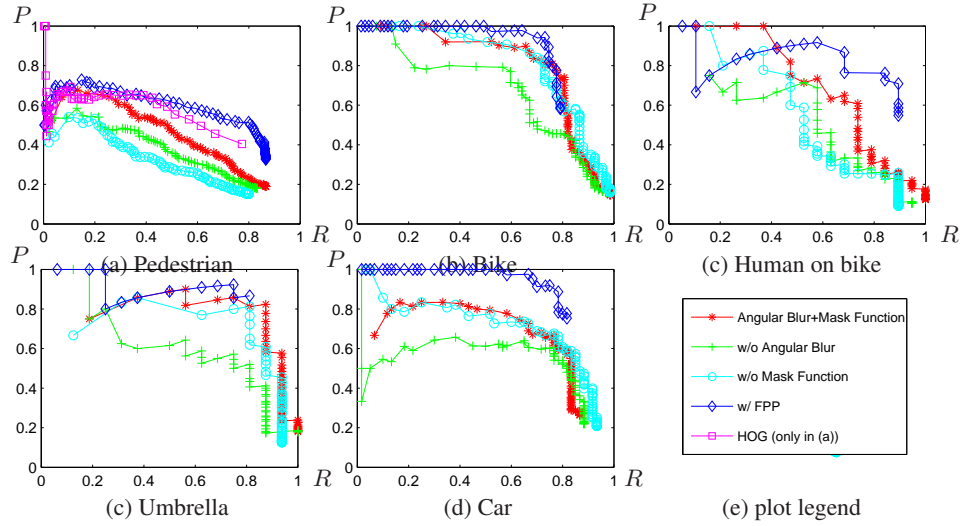 P
1
0.8
0.6
0.4
0.2
0
0 0.2 0.4 0.6 0.8 1
R
(a) Pedestrian
P
1
0.8
0.6
0.4
0.2
0
0 0.2 0.4 0.6 0.8 1
R
(b) Bike
P
1
0.8
0.6
0.4
0.2
0
0 0.2 0.4 0.6 0.8 1
R
(c) Human on bike
P
1
0.8
0.6
0.4
0.2
0
0 0.2 0.4 0.6 0.8 1
R
(c) Umbrella
P
1
0.8
0.6
0.4
0.2
0
0 0.2 0.4 0.6 0.8 1
R
(d) Car
Angular Blur+Mask Function
w/o Angular Blur
w/o Mask Function
w/ FPP
HOG (only in (a))
(e) plot legend